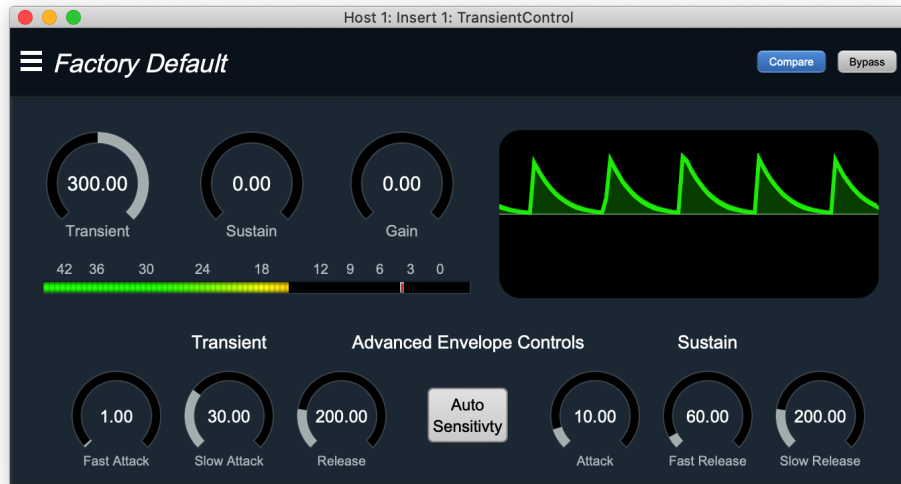 Host 1: Insert 1: TransientControl
Factory Default
Compare
Bypass
300.00
0.00
0.00
Transient
Sustain
Gain
42 36 30 24 18 12 9 6 3 0
Transient
Advanced Envelope Controls
Sustain
1.00
30.00
200.00
Auto
Sensitivty
10.00
60.00
200.00
Fast Attack
Slow Attack
Release
Attack
Fast Release
Slow Release